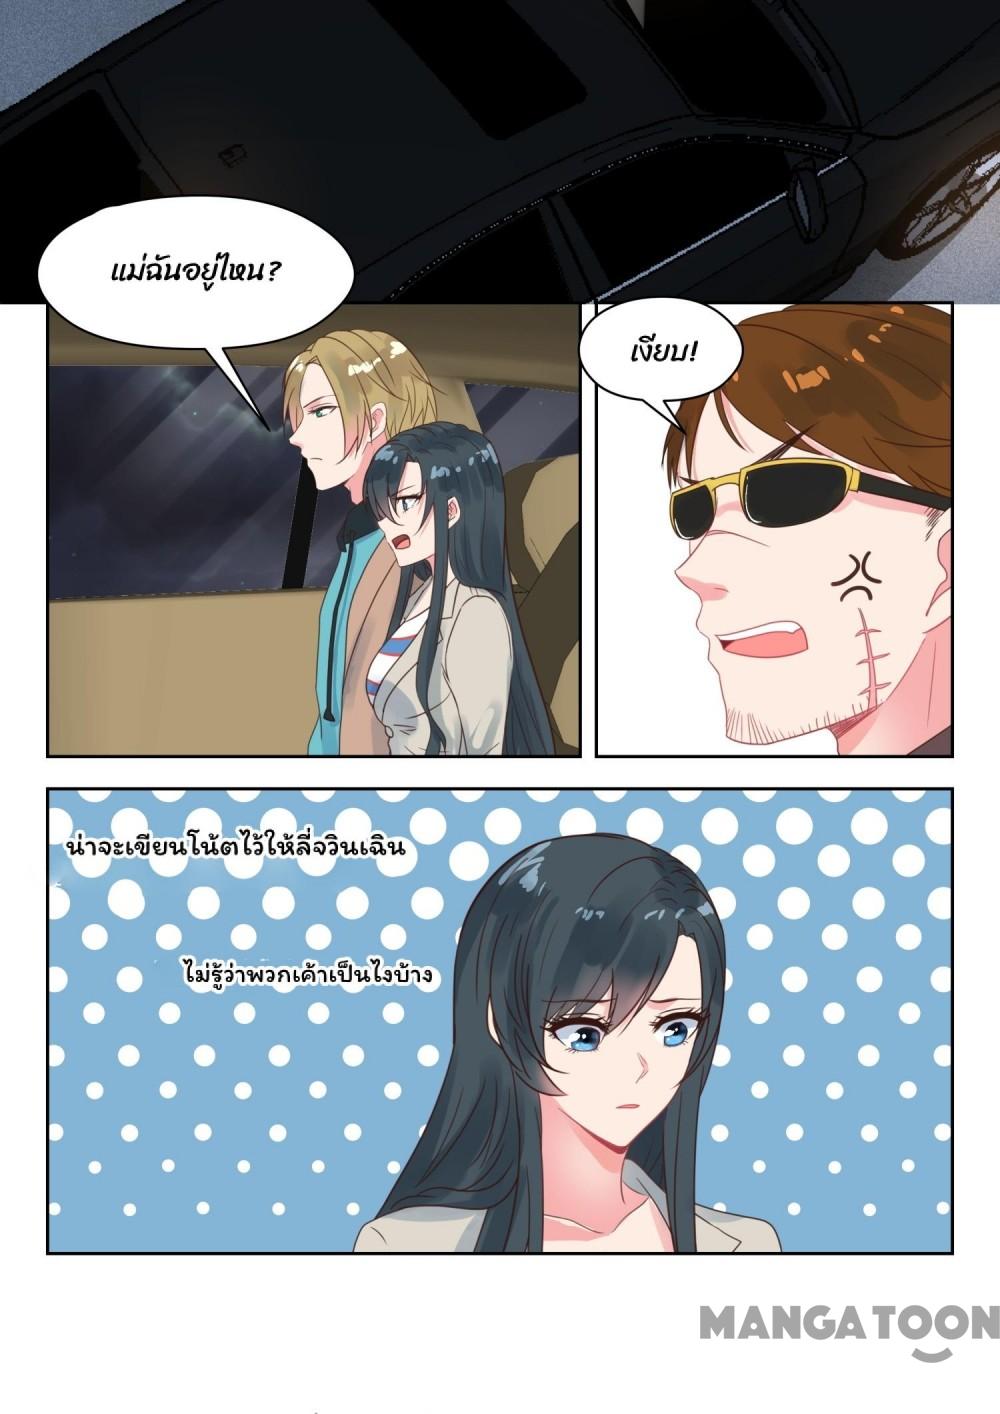 แม่ฉันอยู่ไหน?
เงียบ!
น่าจะเขียนโน้ตไว้ให้ลี่จวินเฉิน
ไม่รู้ว่าพวกเค้าเป็นไงบ้าง
MANGATOON